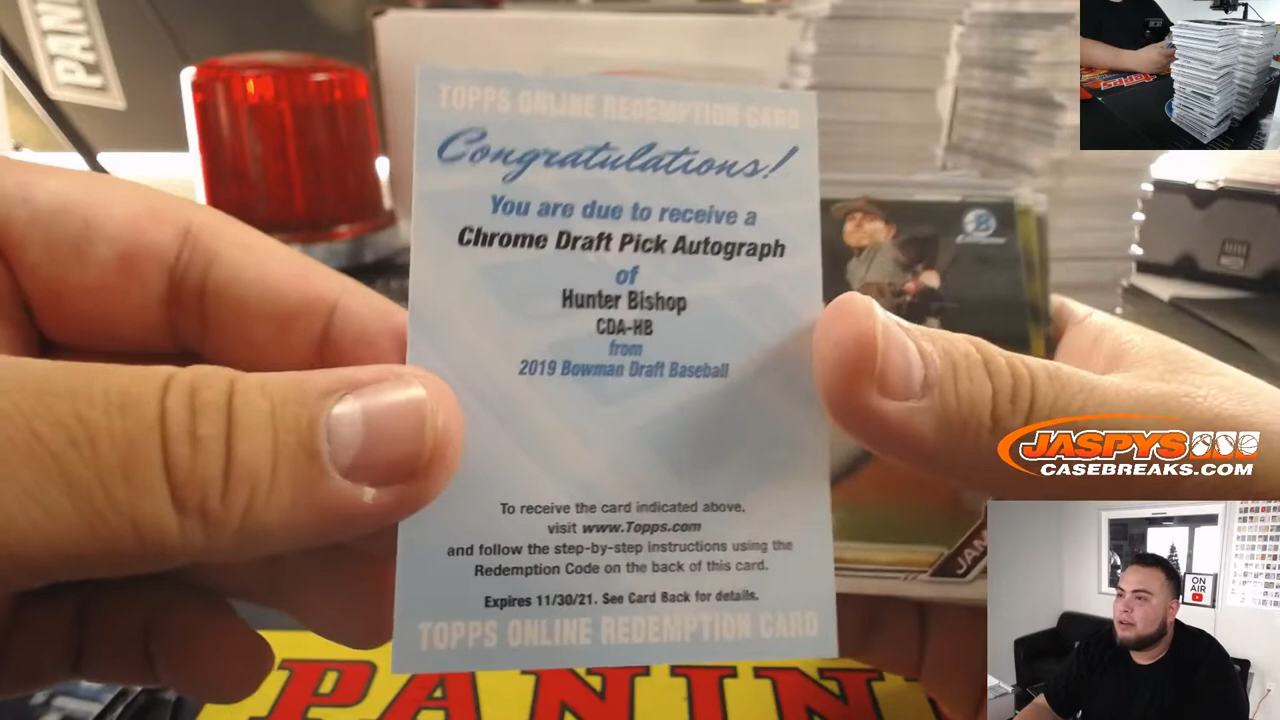 TOPPS ONLINE REDEMPTION CARD
Congratulations!
You are due to receive a
Chrome Draft Pick Autograph
of
Hunter Bishop
CDA-HB
from
2019 Bowman Draft Baseball
To receive the card indicated above,
visit www.Topps.com
and follow the step-by-step instructions using the
Redemption Code on the back of this card.
Expires 11/30/21. See Card Back for details.
TOPPS ONLINE REDEMPTION CARD
PANINI
PANI
B
JAM
topps
JASPYS
CASEBREAKS.COM
ON
AIR